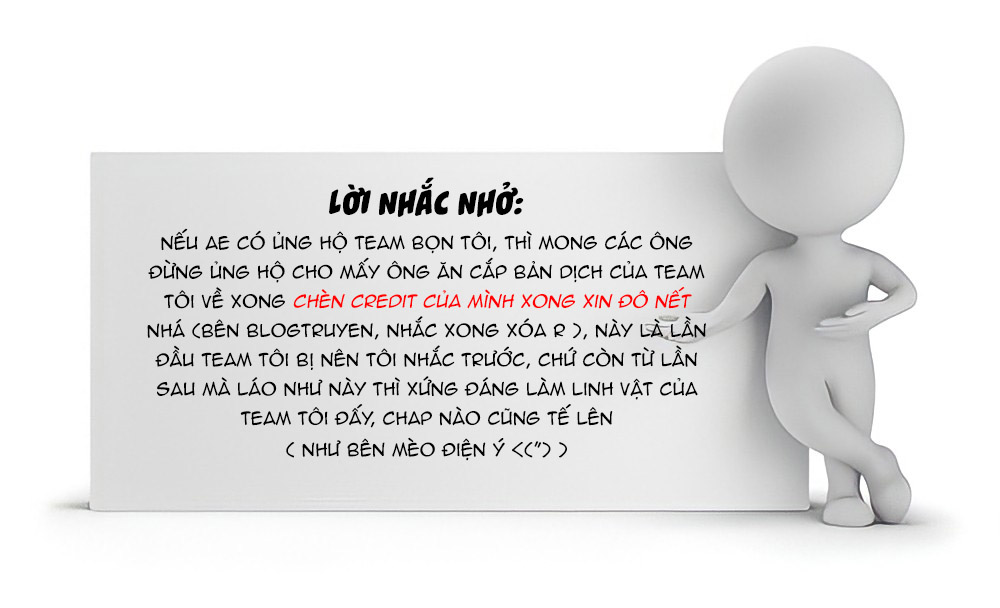 LỜI NHẮC NHỞ:
NẾU AE CÓ ỦNG HỘ TEAM BỌN TÔI, THÌ MONG CÁC ÔNG
ĐỪNG ỦNG HỘ CHO MẤY ÔNG ĂN CẮP BẢN DỊCH CỦA TEAM
TÔI VỀ XONG CHÈN CREDIT CỦA MÌNH XONG XIN ĐÔ NẾT
NHÁ (BÊN BLOGTRUYEN, NHẮC XONG XÓA R ), NÀY LÀ LẦN
ĐẦU TEAM TÔI BỊ NÊN TÔI NHẮC TRƯỚC, CHỨ CÒN TỪ LẦN
SAU MÀ LÁO NHƯ NÀY THÌ XỨNG ĐÁNG LÀM LINH VẬT CỦA
TEAM TÔI ĐẤY, CHAP NÀO CŨNG TẾ LÊN
( NHƯ BÊN MÈO ĐIỆN Ý <(") )